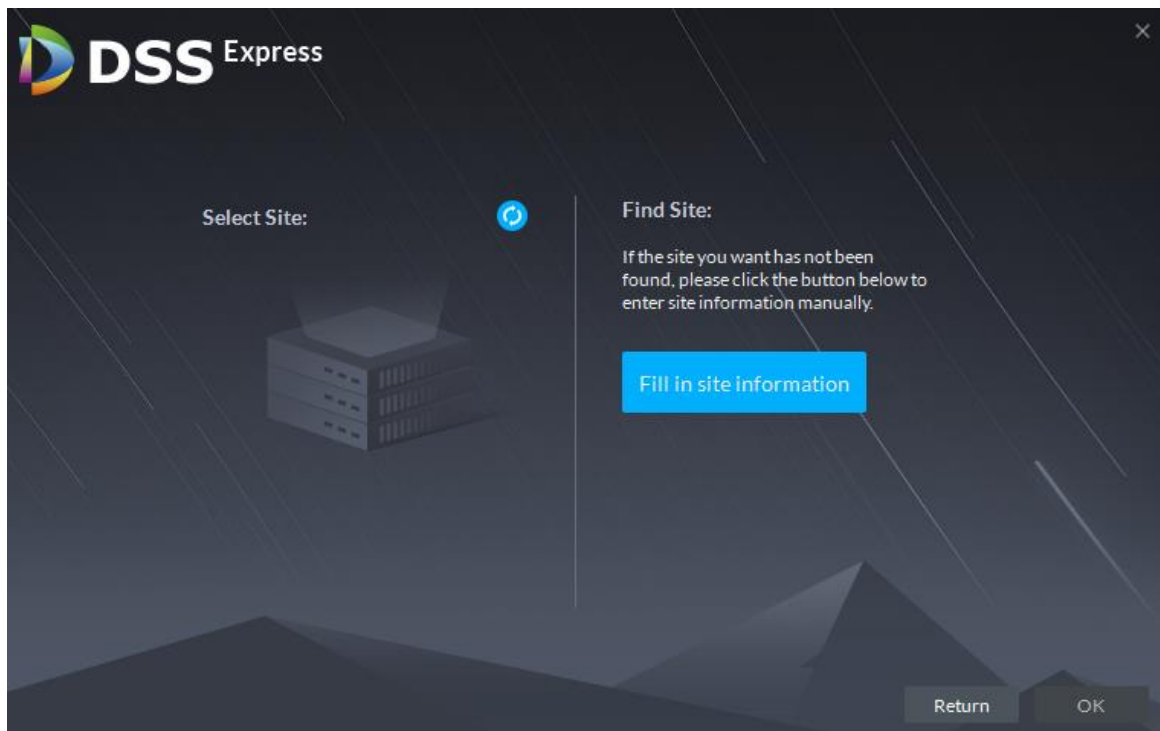 DSS Express
Select Site:
Find Site:
If the site you want has not been
found, please click the button below to
enter site information manually.
Fill in site information
Return
OK